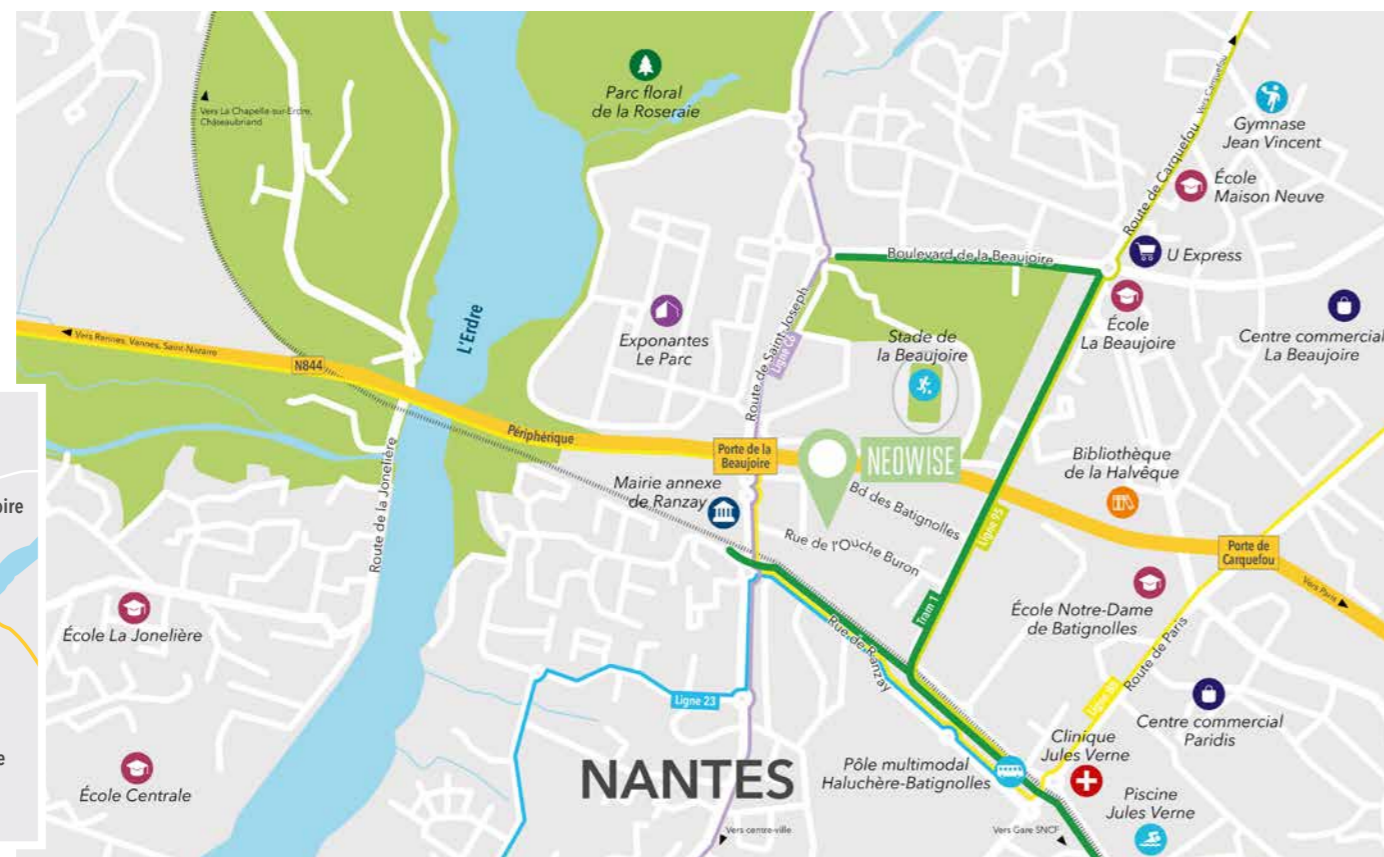 Parc floral
de la Roseraie
Vers La Chapelle-sur-Erdre,
Châteaubriand
Vers Carquefou
Route de Carquefou
Gymnase
Jean Vincent
École
Maison Neuve
U Express
Boulevard de la Beaujoire
École
La Beaujoire
Centre commercial
La Beaujoire
L'Erdre
Exponantes
Le Parc
Route de Saint-Joseph
Ligne C6
Stade de
la Beaujoire
Vers Rennes, Vannes, Saint-Nazaire
N844
Périphérique
Porte de la
Beaujoire
NEOWISE
Bibliothèque
de la Halvêque
Mairie annexe
de Ranzay
Bd des Batignolles
Rue de l'Ouche Buron
Ligne 95
Tram 1
Porte de
Carquefou
Vers Paris
Route de la Jonelière
École La Jonelière
École Notre-Dame
de Batignolles
Rue de Ranzay
Route de Paris
Ligne 23
Centre commercial
Paridis
Clinique
Jules Verne
Pôle multimodal
Haluchère-Batignolles
NANTES
École Centrale
Piscine
Jules Verne
Vers centre-ville
Vers Gare SNCF